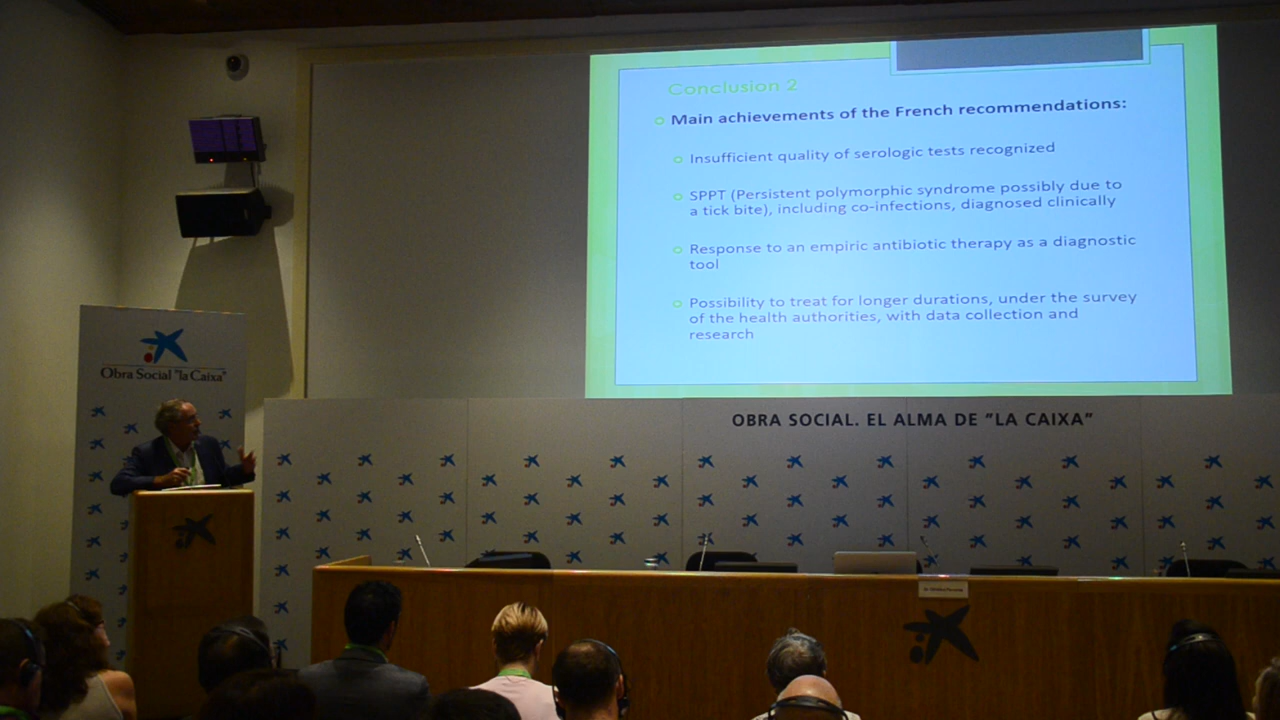 Conclusion 2
Main achievements of the French recommendations:
Insufficient quality of serologic tests recognized
SPPT (Persistent polymorphic syndrome possibly due to
a tick bite), including co-infections, diagnosed clinically
Response to an empiric antibiotic therapy as a diagnostic
tool
Possibility to treat for longer durations, under the survey
of the health authorities, with data collection and
research
Obra Social "la Caixa"
OBRA SOCIAL. EL ALMA DE "LA CAIXA"